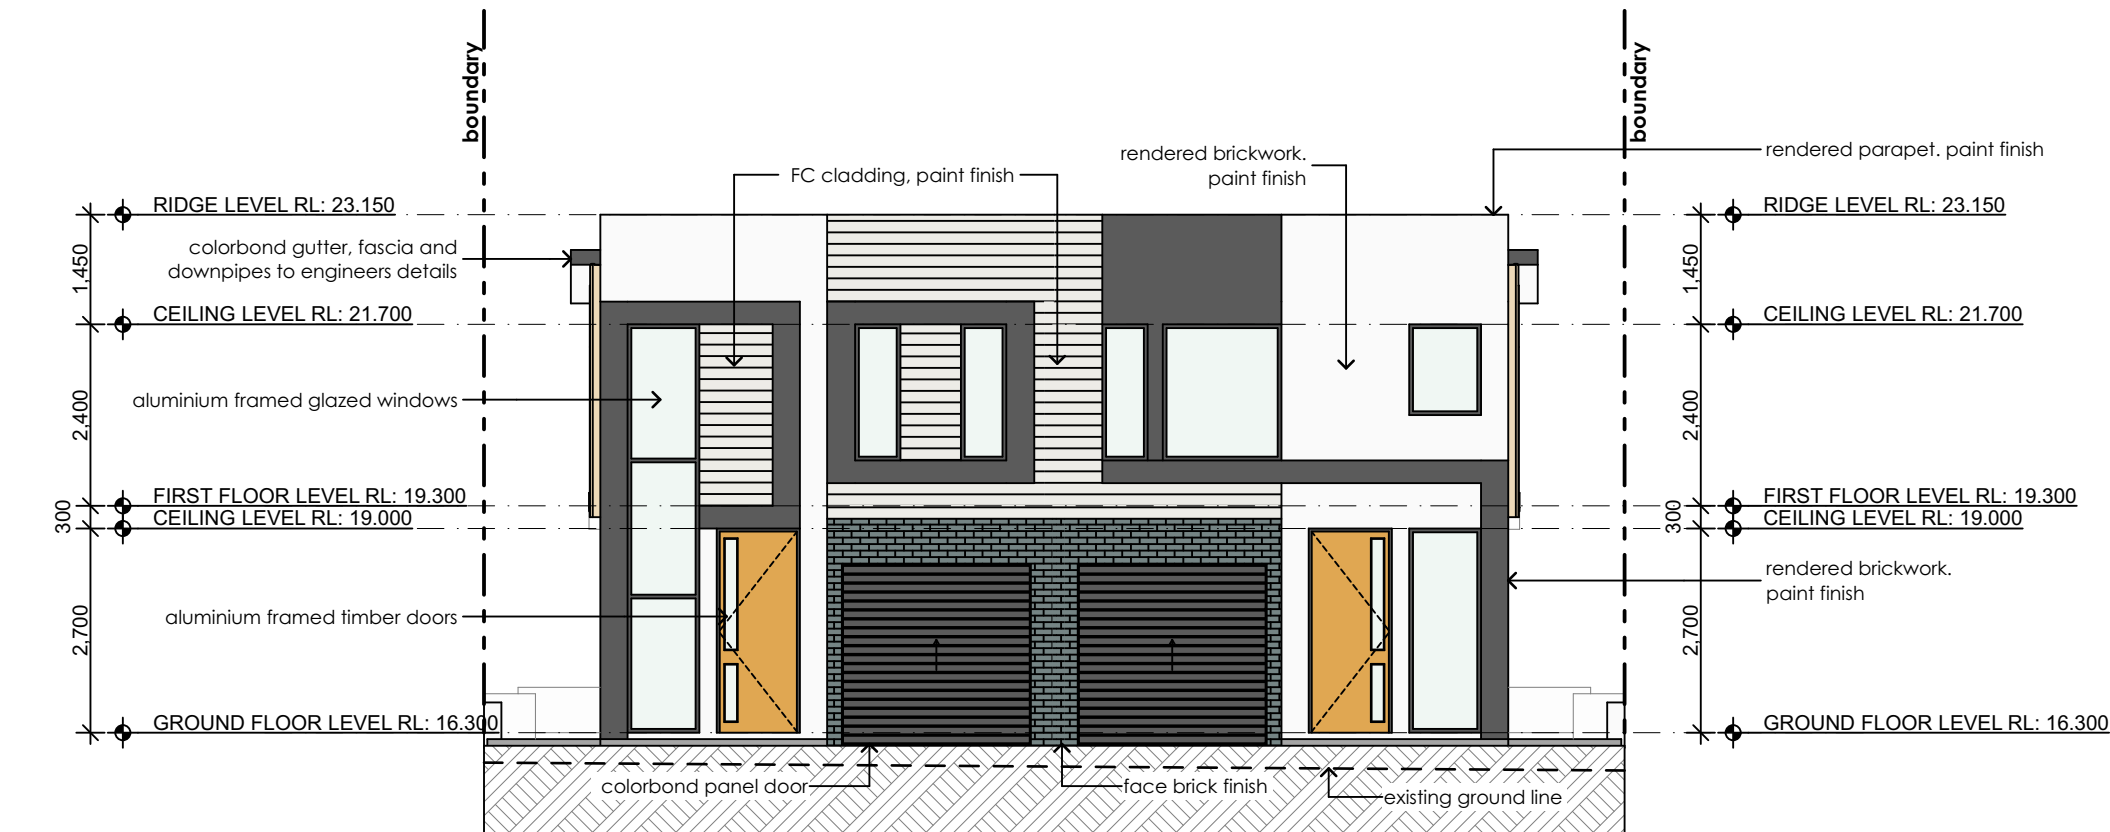 boundary
boundary
rendered brickwork.
paint finish
rendered parapet. paint finish
FC cladding, paint finish
RIDGE LEVEL RL: 23.150
RIDGE LEVEL RL: 23.150
colorbond gutter, fascia and
downpipes to engineers details
1,450
1,450
CEILING LEVEL RL: 21.700
CEILING LEVEL RL: 21.700
aluminium framed glazed windows
2,400
2,400
FIRST FLOOR LEVEL RL: 19.300
FIRST FLOOR LEVEL RL: 19.300
300
300
CEILING LEVEL RL: 19.000
CEILING LEVEL RL: 19.000
rendered brickwork.
paint finish
aluminium framed timber doors
2,700
2,700
GROUND FLOOR LEVEL RL: 16.300
GROUND FLOOR LEVEL RL: 16.300
colorbond panel door
face brick finish
existing ground line